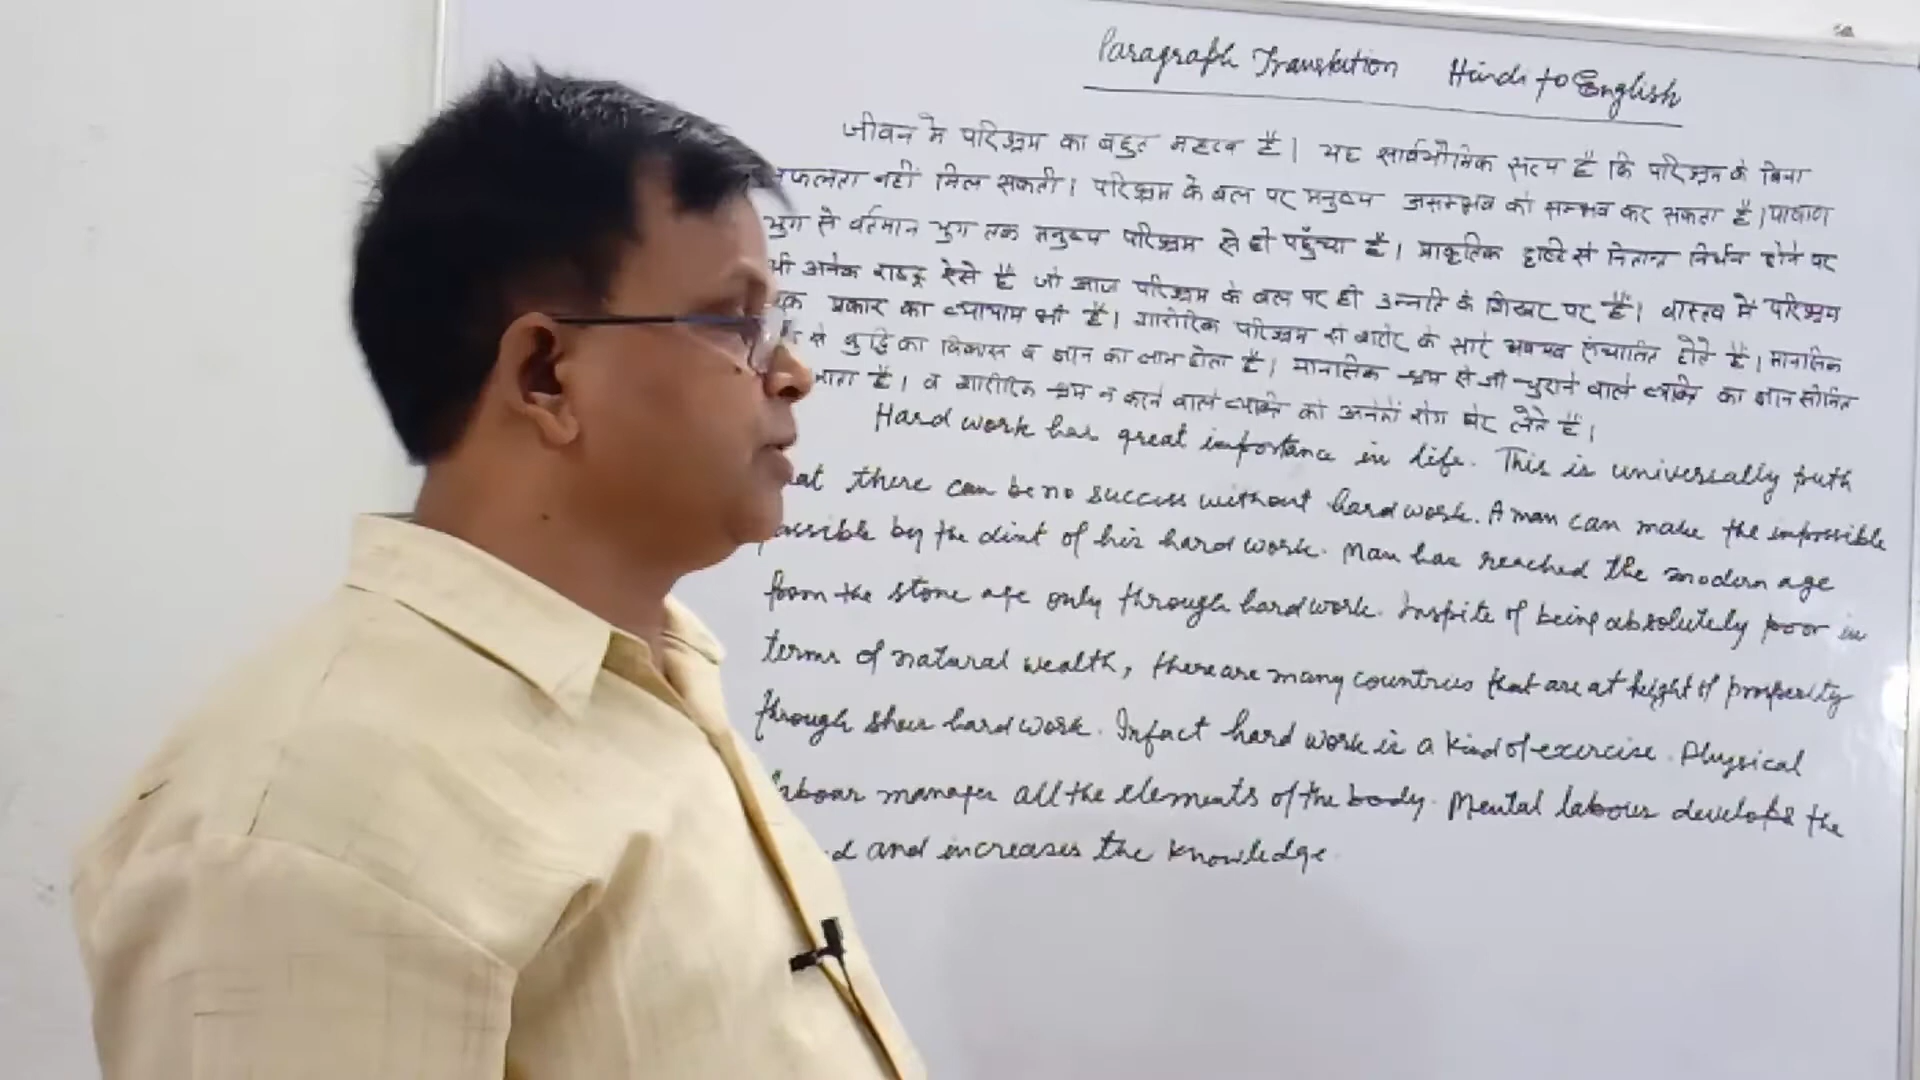 Paragraph Translation Hindi to English
जीवन मे परिश्रम का बहुत महत्व है। यह सार्वभौमिक सत्य है कि परिश्रम के बिना
सफलता नहीं मिल सकती। परिश्रम के बल पर मनुष्य असम्भव को सम्भव कर सकता है। पाषाण
युग से वर्तमान युग तक मनुष्य परिश्रम से ही पहुँचा है। प्राकृतिक दृष्टि से नितान्त निर्धन होने पर
भी अनेक राष्ट्र ऐसे है जो आज परिश्रम के बल पर ही उन्नति के शिखर पर हैं। वास्तव में परिश्रम
एक प्रकार का व्यायाम भी है। शारीरिक परिश्रम से शरीर के सारे अवयव संचालित होते है। मानसिक
से बुद्धि का विकास व ज्ञान का लाभ होता है। मानसिक श्रम से जी चुराने वाले व्यक्ति का ज्ञान सीमित
जाता है। व शारीरिक श्रम न करने वाले व्यक्ति को अनेतों रोग घेर लेते हैं।
Hard work has great importance in life. This is universally truth
that there can be no success without hard work. A man can make the impossible
possible by the dint of his hard work. Man has reached the modern age
from the stone age only through hard work. Inspite of being absolutely poor in
terms of natural wealth, there are many countries that are at height of prosperity
through sheer hard work. Infact hard work is a kind of exercise. Physical
labour manages all the elements of the body. Mental labour develops the
and increases the knowledge